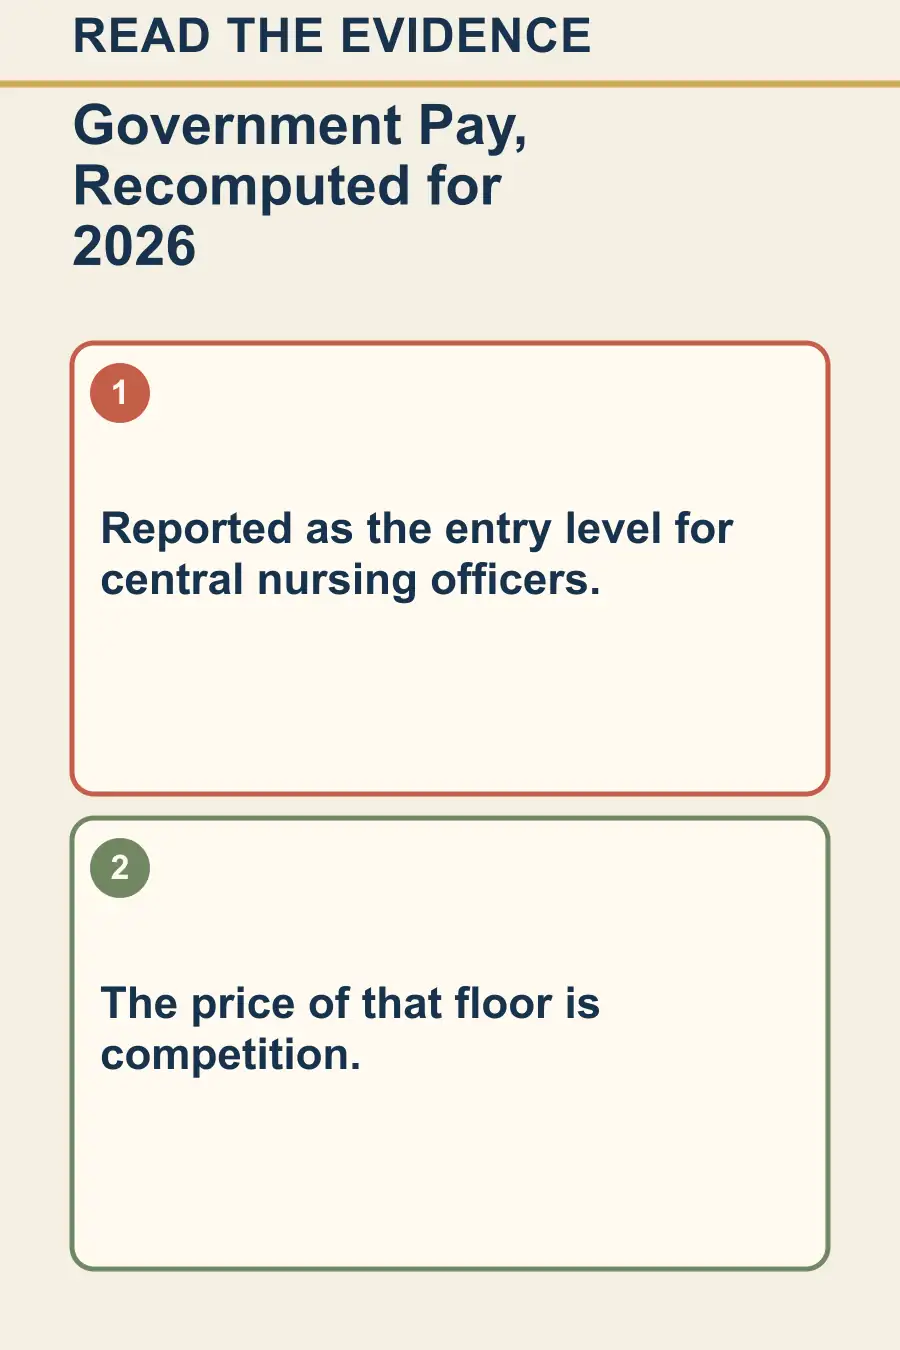 READ THE EVIDENCE
Government Pay,
Recomputed for
2026
1
Reported as the entry level for
central nursing officers.
2
The price of that floor is
competition.